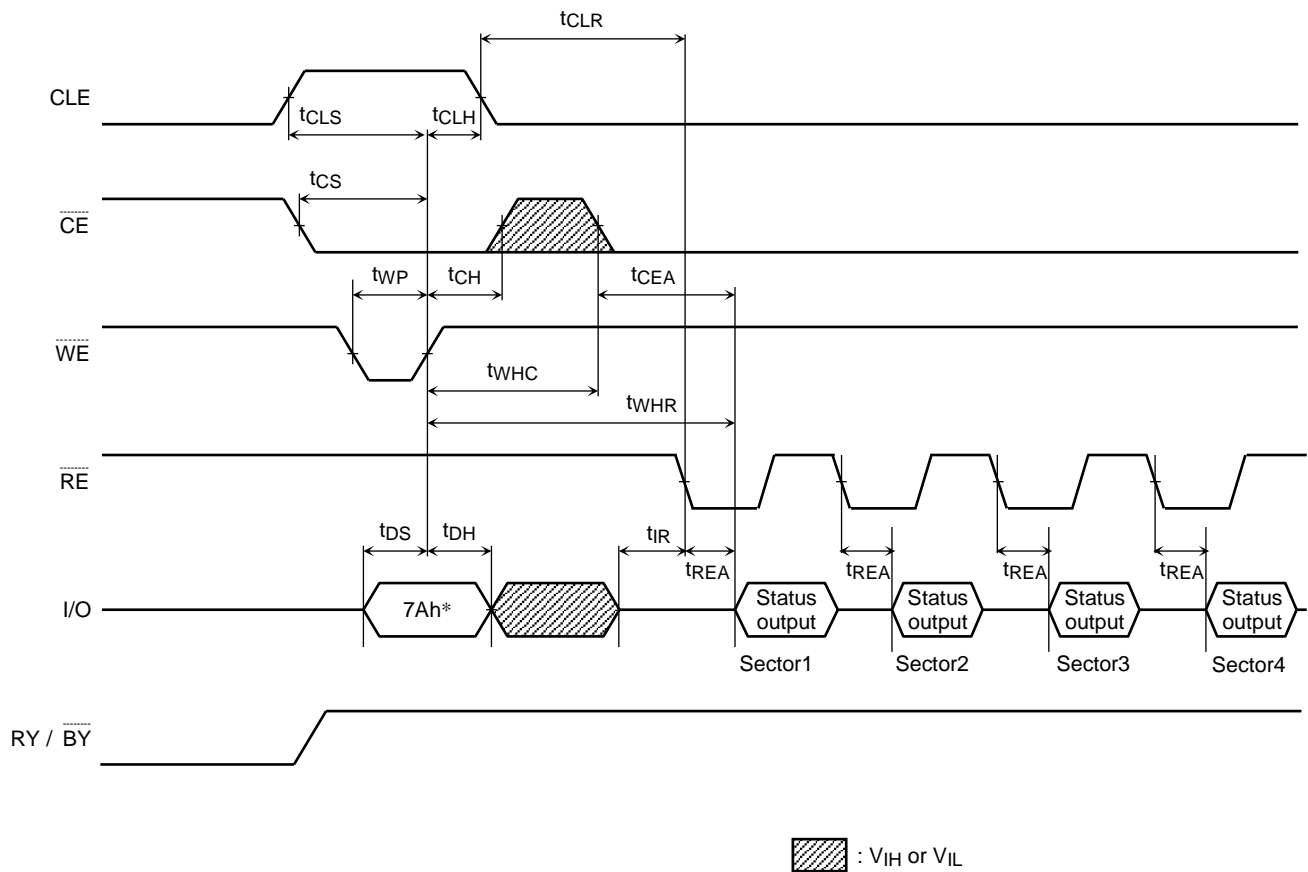 tCLR
CLE
tCLS
tCLH
tCS
CE
tWP
tCH
tCEA
WE
tWHC
tWHR
RE
tDS
tDH
tIR
tREA
tREA
tREA
tREA
I/O
7Ah*
Status output
Status output
Status output
Status output
Sector1
Sector2
Sector3
Sector4
RY / BY
: VIH or VIL